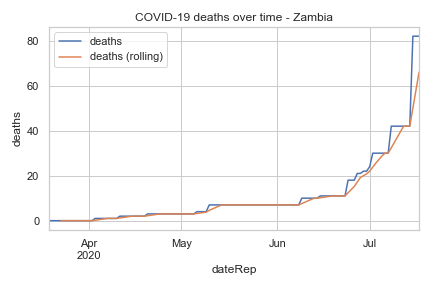 COVID-19 deaths over time - Zambia
deaths
deaths (rolling)
80
60
40
20
0
deaths
Apr
2020
May
Jun
Jul
dateRep